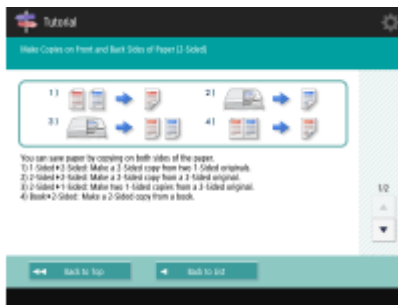 Tutorial
Make Copies on Front and Back Sides of Paper (2-Sided)
1)
2)
3)
4)
You can save paper by copying on both sides of the paper.
1) 1-Sided▶2-Sided: Make a 2-Sided copy from two 1-Sided originals.
2) 2-Sided▶2-Sided: Make a 2-Sided copy from a 2-Sided original.
3) 2-Sided▶1-Sided: Make two 1-Sided copies from a 2-Sided original.
4) Book▶2-Sided: Make a 2-Sided copy from a book.
1/2
Back to Top
Back to List